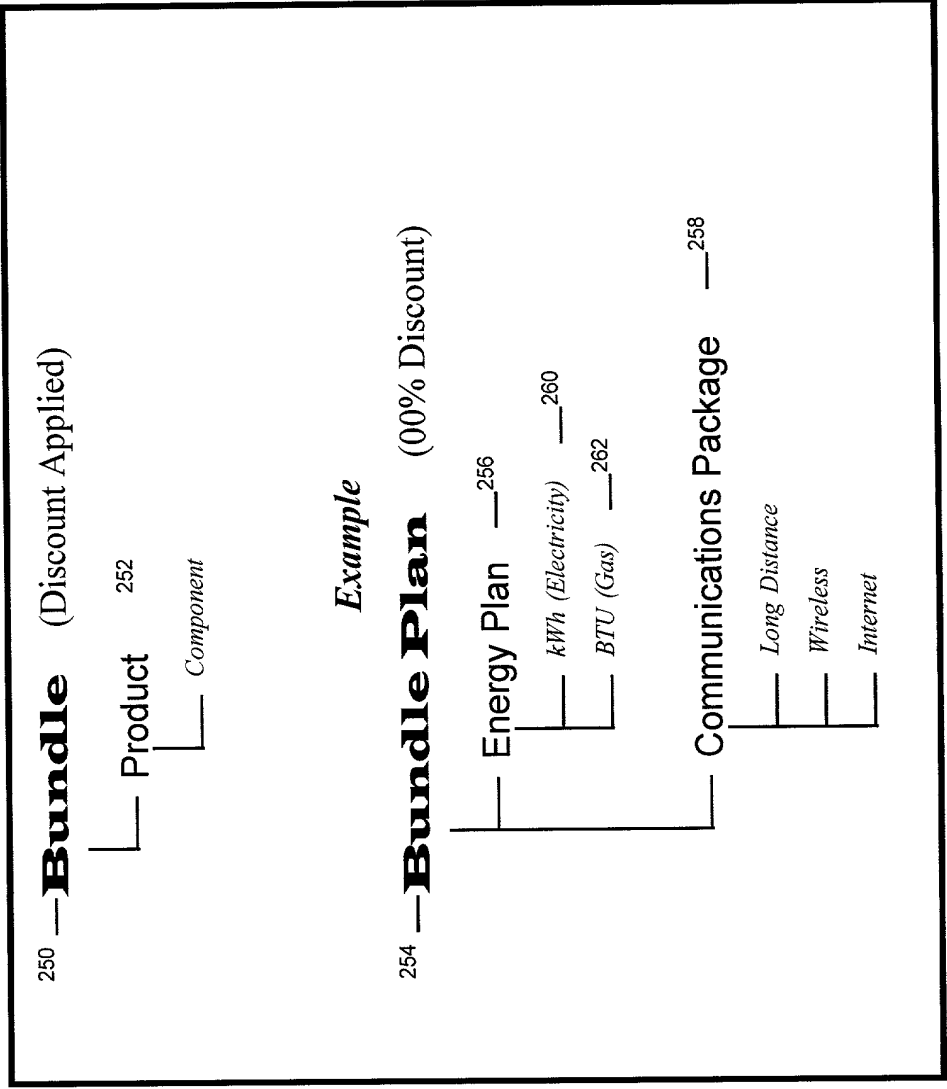 250 Bundle (Discount Applied)
Product 252
Component
Example
254 Bundle Plan (00% Discount)
Energy Plan 256
kWh (Electricity) 260
BTU (Gas) 262
Communications Package 258
Long Distance
Wireless
Internet